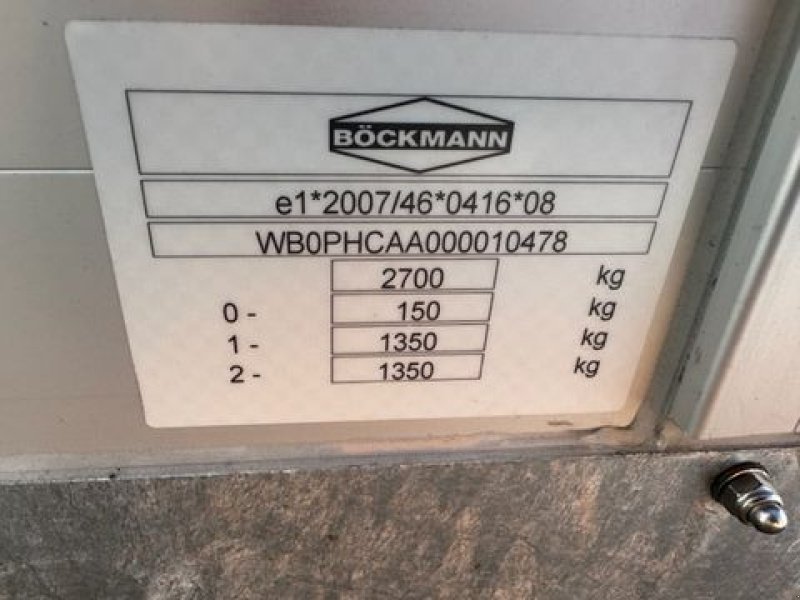 BÖCKMANN
e1*2007/46*0416*08
WB0PHCAA000010478
2700 kg
0 - 150 kg
1 - 1350 kg
2 - 1350 kg